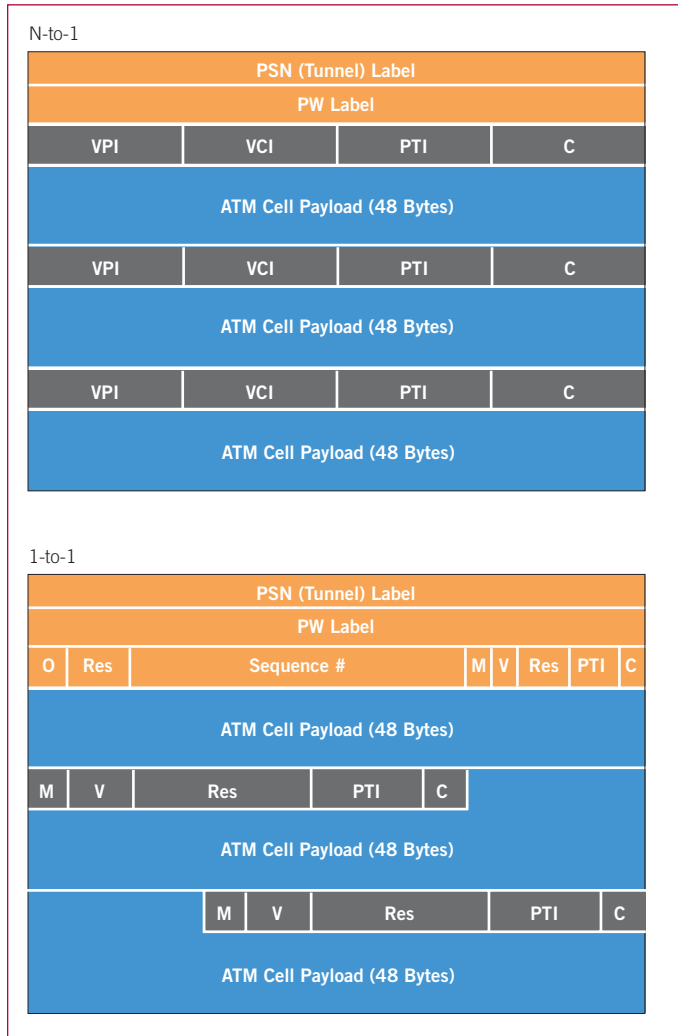 N-to-1
PSN (Tunnel) Label
PW Label
VPI VCI PTI C
ATM Cell Payload (48 Bytes)
VPI VCI PTI C
ATM Cell Payload (48 Bytes)
VPI VCI PTI C
ATM Cell Payload (48 Bytes)
1-to-1
PSN (Tunnel) Label
PW Label
O Res Sequence # M V Res PTI C
ATM Cell Payload (48 Bytes)
M V Res PTI C
ATM Cell Payload (48 Bytes)
M V Res PTI C
ATM Cell Payload (48 Bytes)